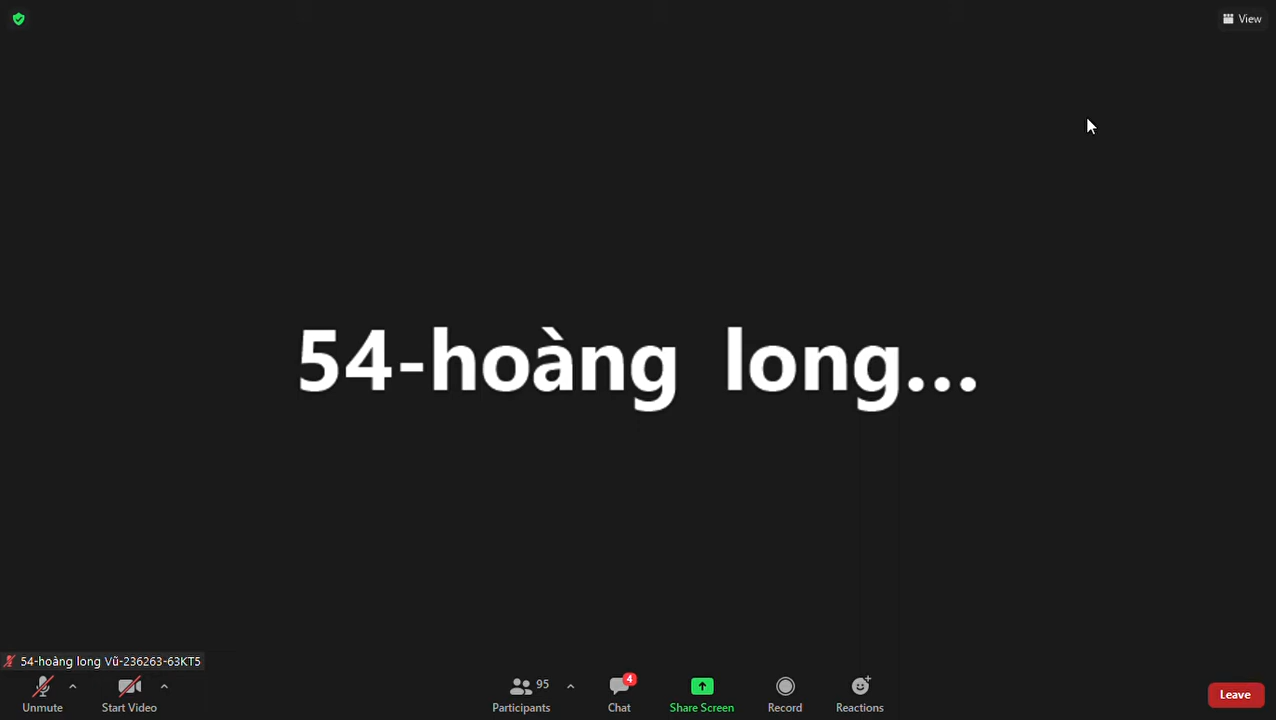 View
54-hoàng long...
54-hoàng long Vũ-236263-63KT5
Unmute
Start Video
95
Participants
4
Chat
Share Screen
Record
Reactions
Leave